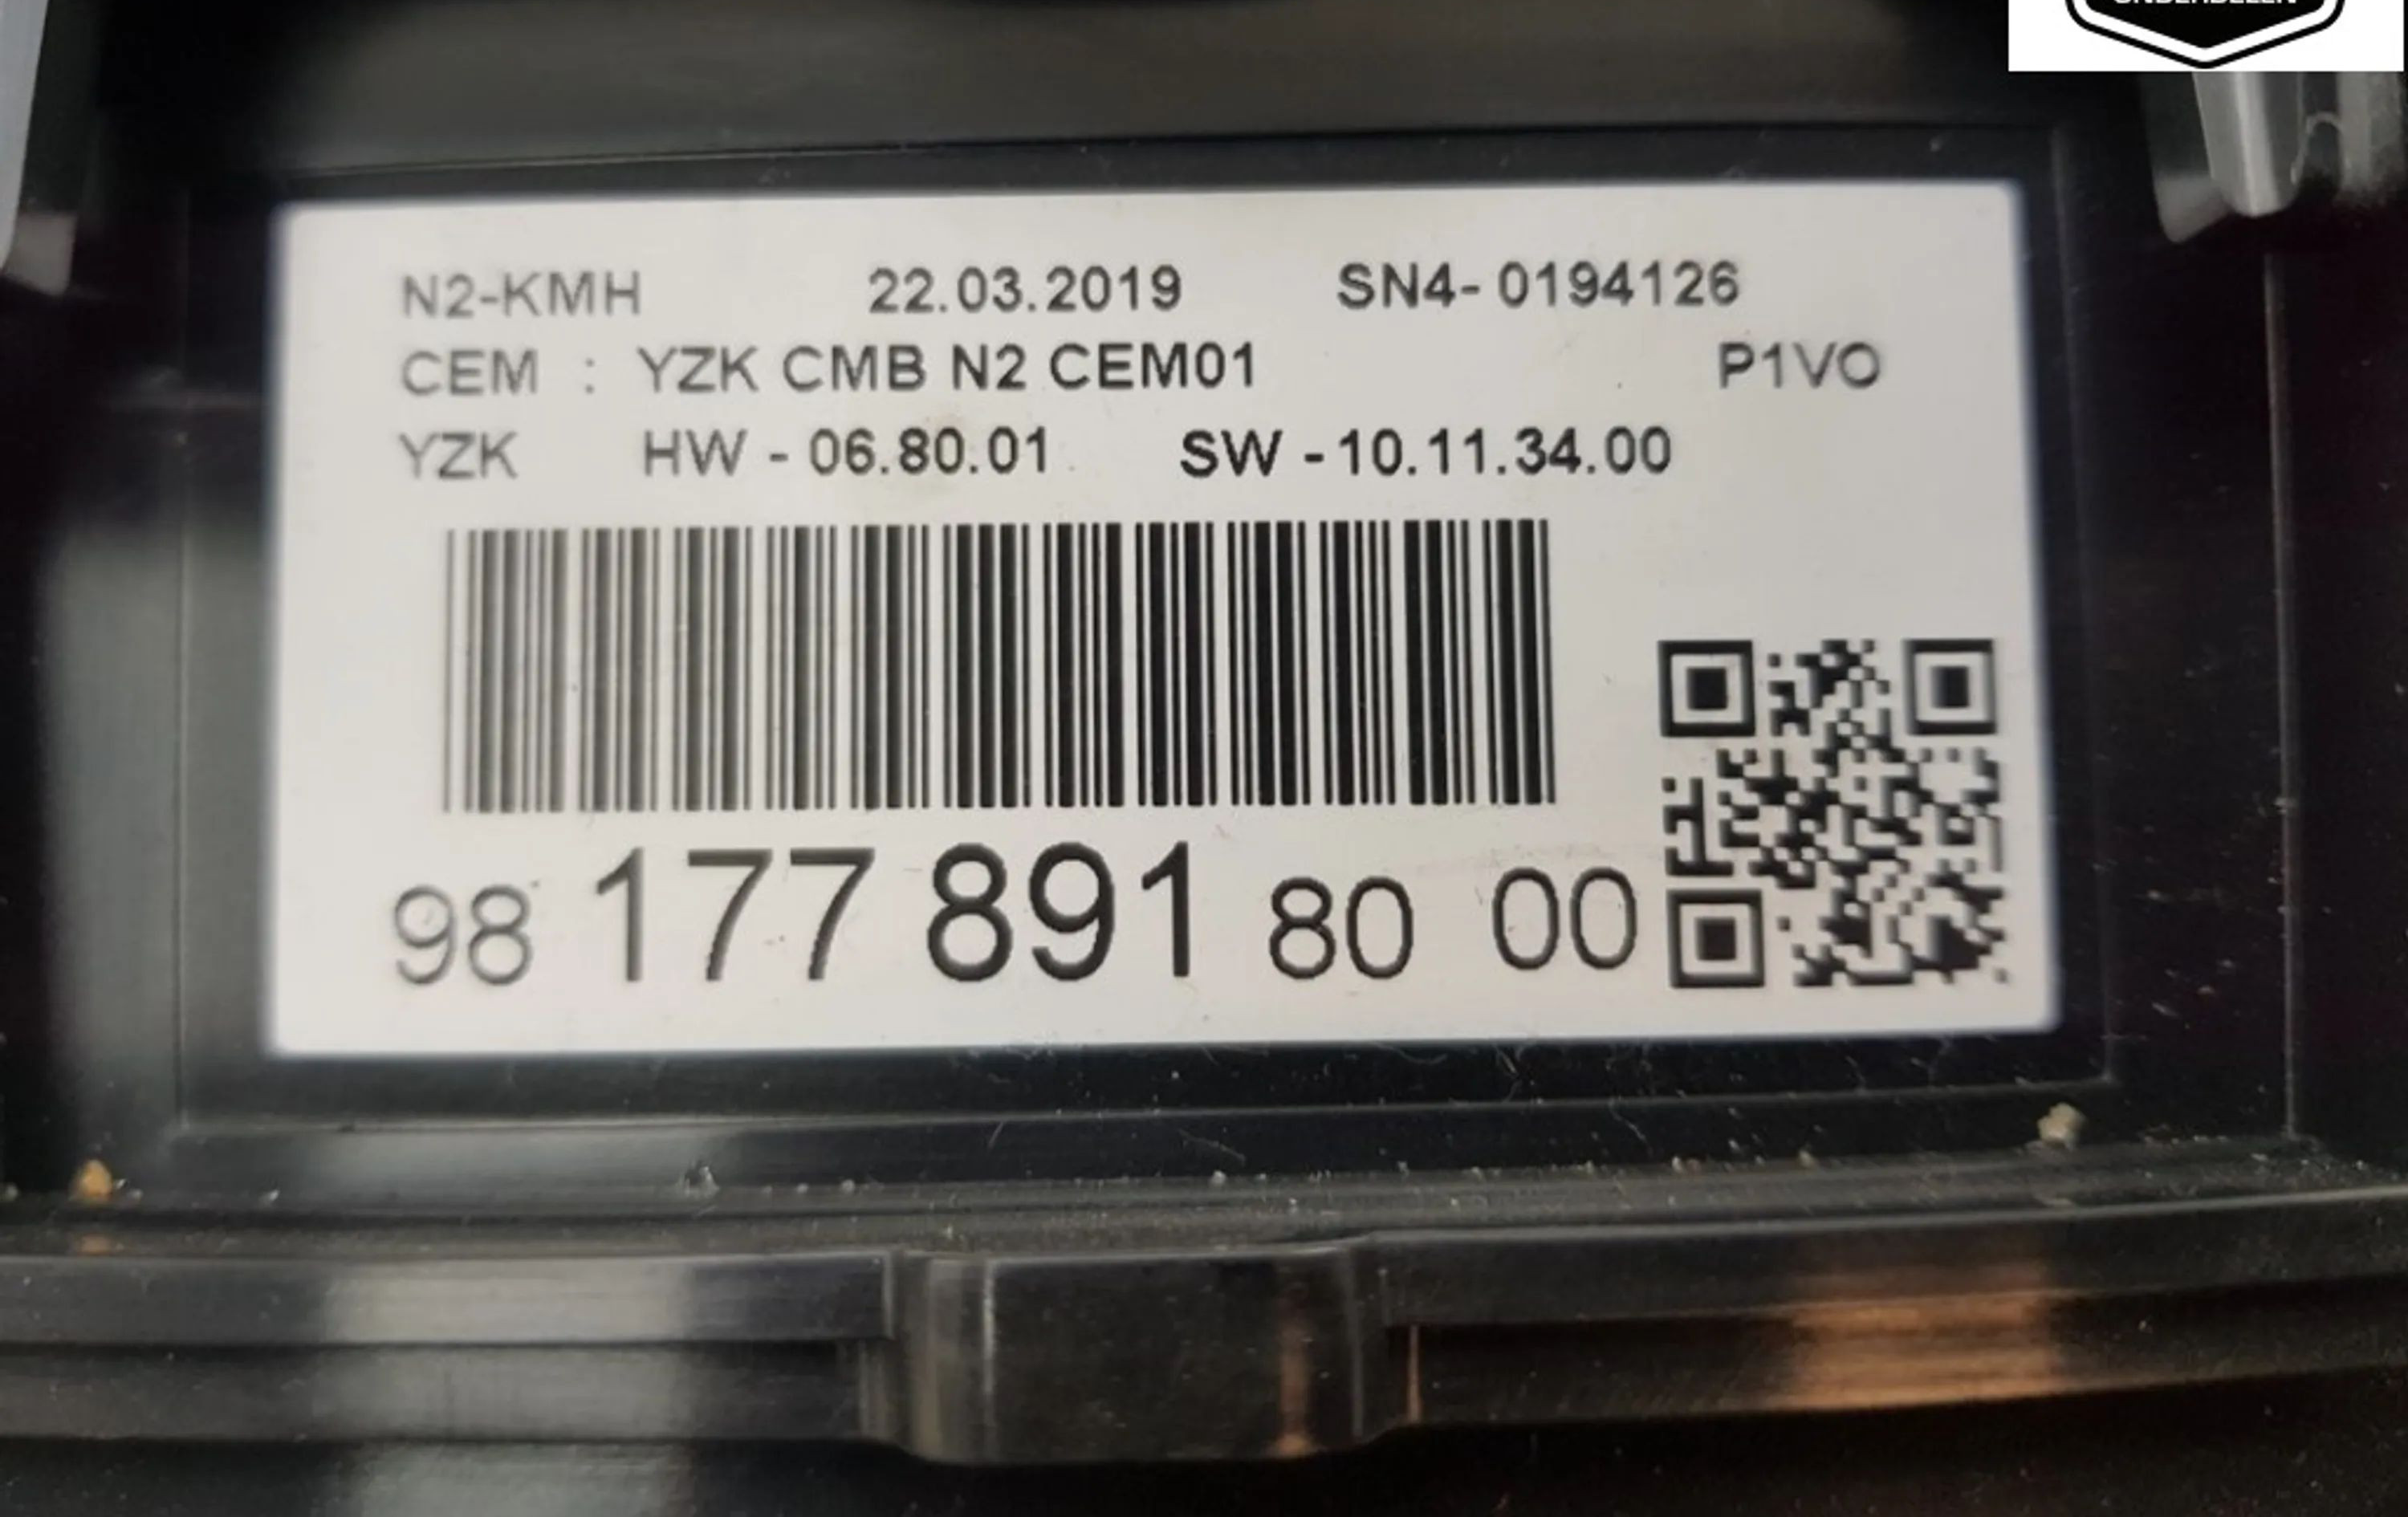 ONDERDELEN
N2-KMH 22.03.2019 SN4- 0194126
CEM : YZK CMB N2 CEM01 P1VO
YZK HW - 06.80.01 SW -10.11.34.00
98 177 891 80 00